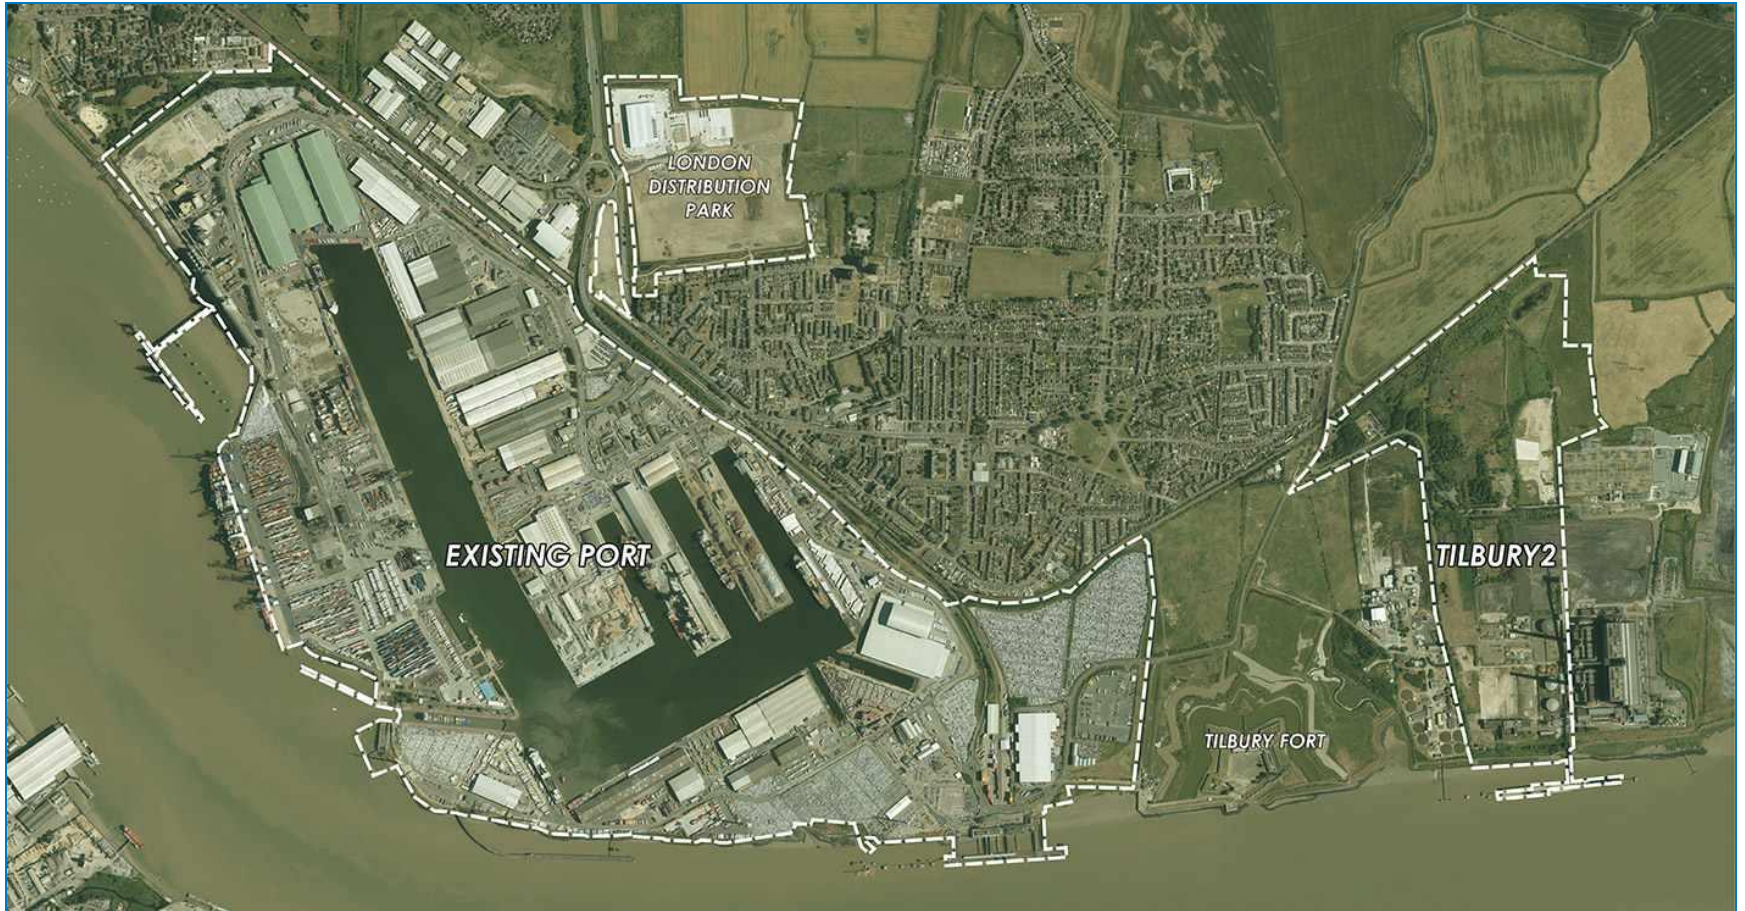 LONDON
DISTRIBUTION
PARK
EXISTING PORT
TILBURY2
TILBURY FORT